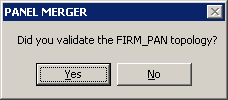 PANEL MERGER
Did you validate the FIRM_PAN topology?
Yes
No